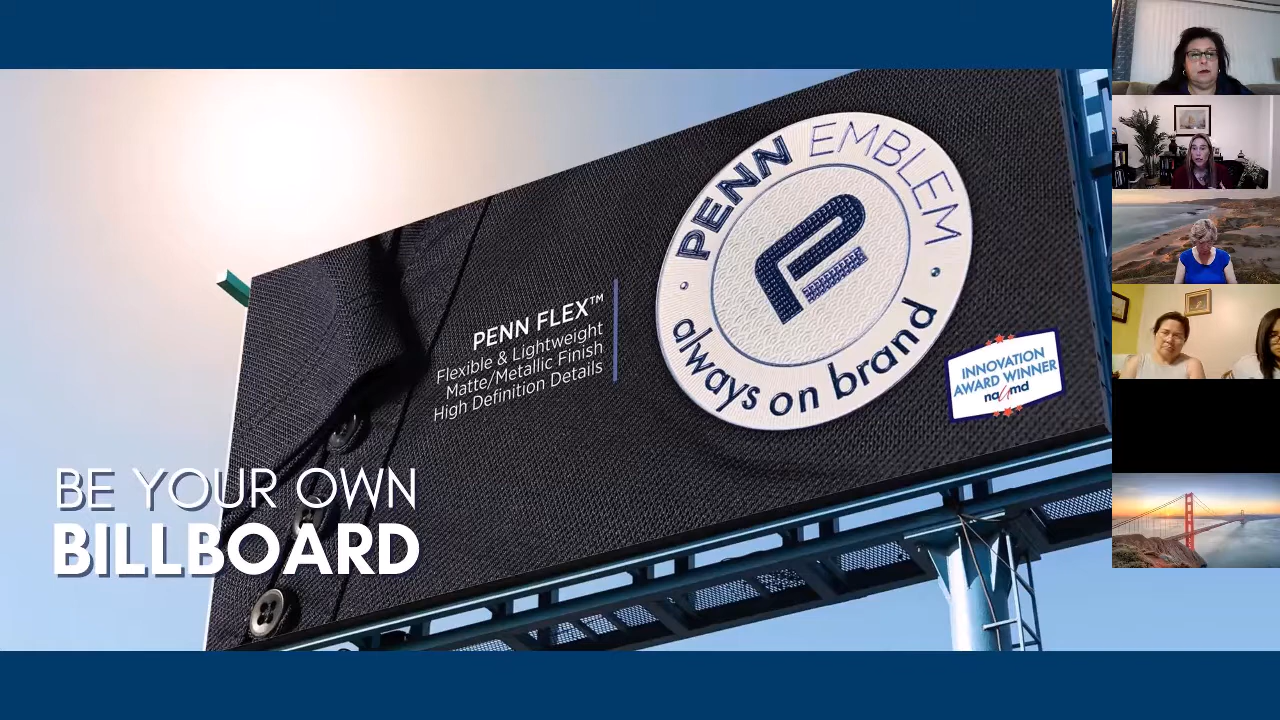 PENN EMBLEM
always on brand
PENN FLEX™
Flexible & Lightweight
Matte/Metallic Finish
High Definition Details
INNOVATION
AWARD WINNER
naumd
BE YOUR OWN
BILLBOARD